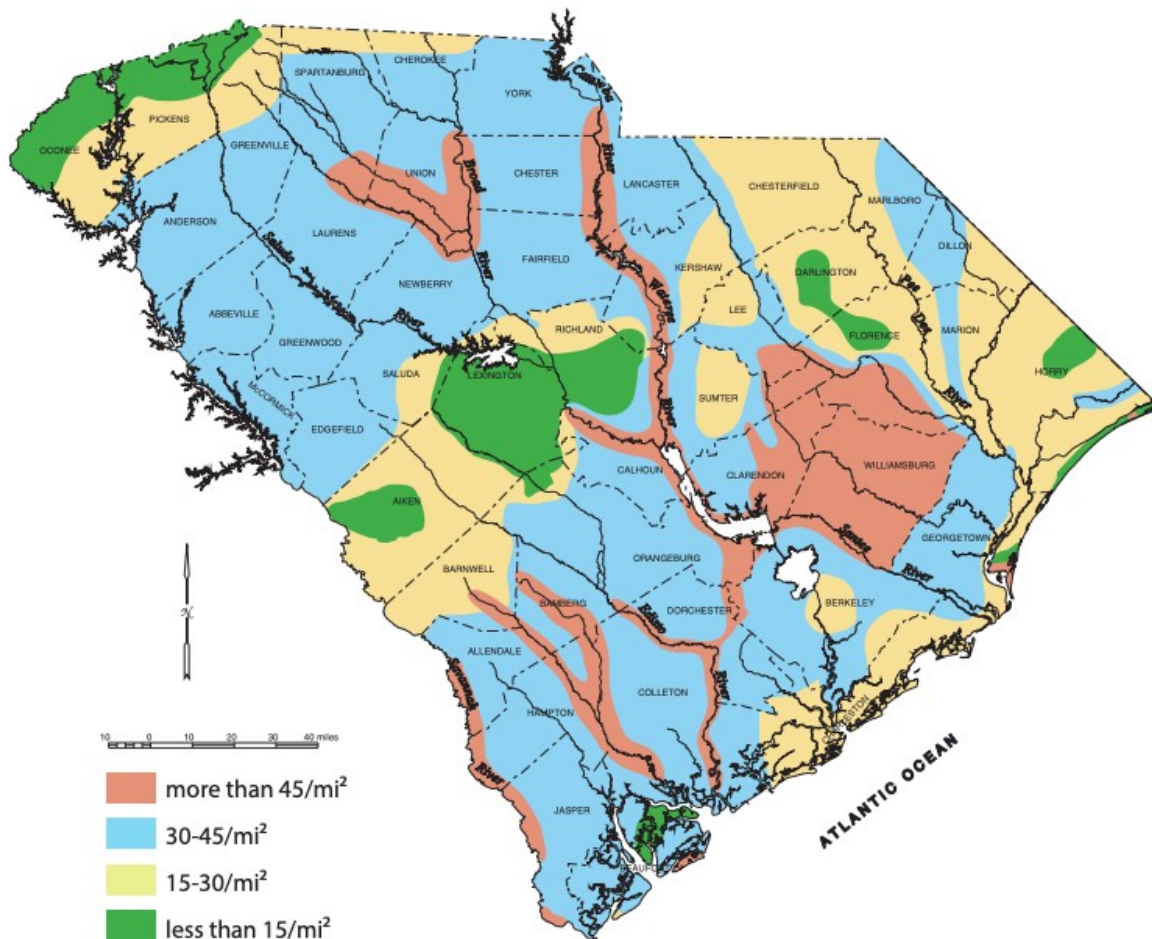 CHEROKEE
SPARTANBURG
YORK
Catawba
River
PICKENS
OCONEE
GREENVILLE
UNION
Broad
River
CHESTER
LANCASTER
CHESTERFIELD
MARLBORO
ANDERSON
LAURENS
Saluda
River
NEWBERRY
FAIRFIELD
KERSHAW
DARLINGTON
DILLON
Wateree
River
LEE
Pee
Dee
River
ABBEVILLE
GREENWOOD
RICHLAND
FLORENCE
MARION
HORRY
MCCORMICK
SALUDA
LEXINGTON
SUMTER
EDGEFIELD
CALHOUN
CLARENDON
WILLIAMSBURG
AIKEN
ORANGEBURG
Santee
River
GEORGETOWN
N
BARNWELL
BAMBERG
Edisto
River
DORCHESTER
BERKELEY
ALLENDALE
Savannah
River
HAMPTON
COLLETON
CHARLESTON
ATLANTIC OCEAN
JASPER
BEAUFORT
10 0 10 20 30 40 miles
more than 45/mi²
30-45/mi²
15-30/mi²
less than 15/mi²